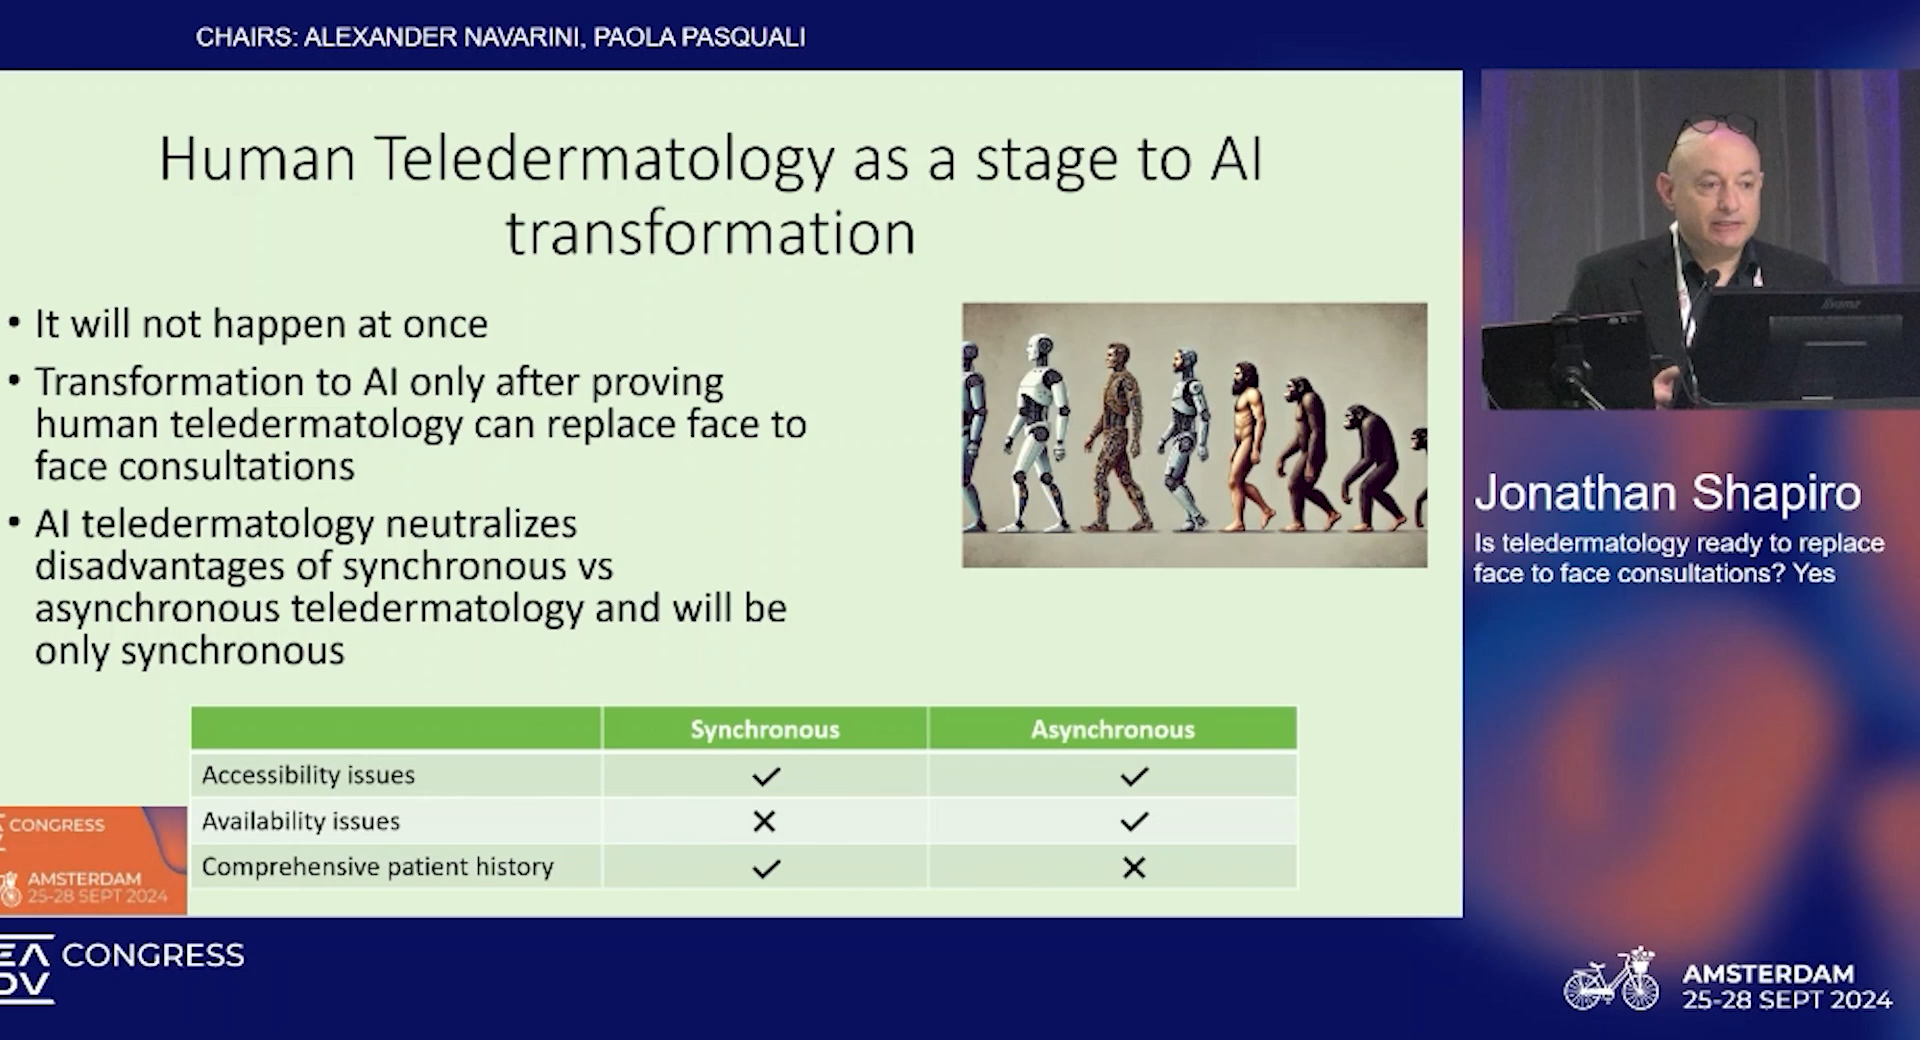 CHAIRS: ALEXANDER NAVARINI, PAOLA PASQUALI
Human Teledermatology as a stage to AI
transformation
• It will not happen at once
• Transformation to AI only after proving
human teledermatology can replace face to
face consultations
• AI teledermatology neutralizes
disadvantages of synchronous vs
asynchronous teledermatology and will be
only synchronous
Synchronous Asynchronous
Accessibility issues ✓ ✓
Availability issues ✕ ✓
Comprehensive patient history ✓ ✕
CONGRESS
AMSTERDAM
25-28 SEPT 2024
Jonathan Shapiro
Is teledermatology ready to replace
face to face consultations? Yes
EA
DV
CONGRESS
AMSTERDAM
25-28 SEPT 2024